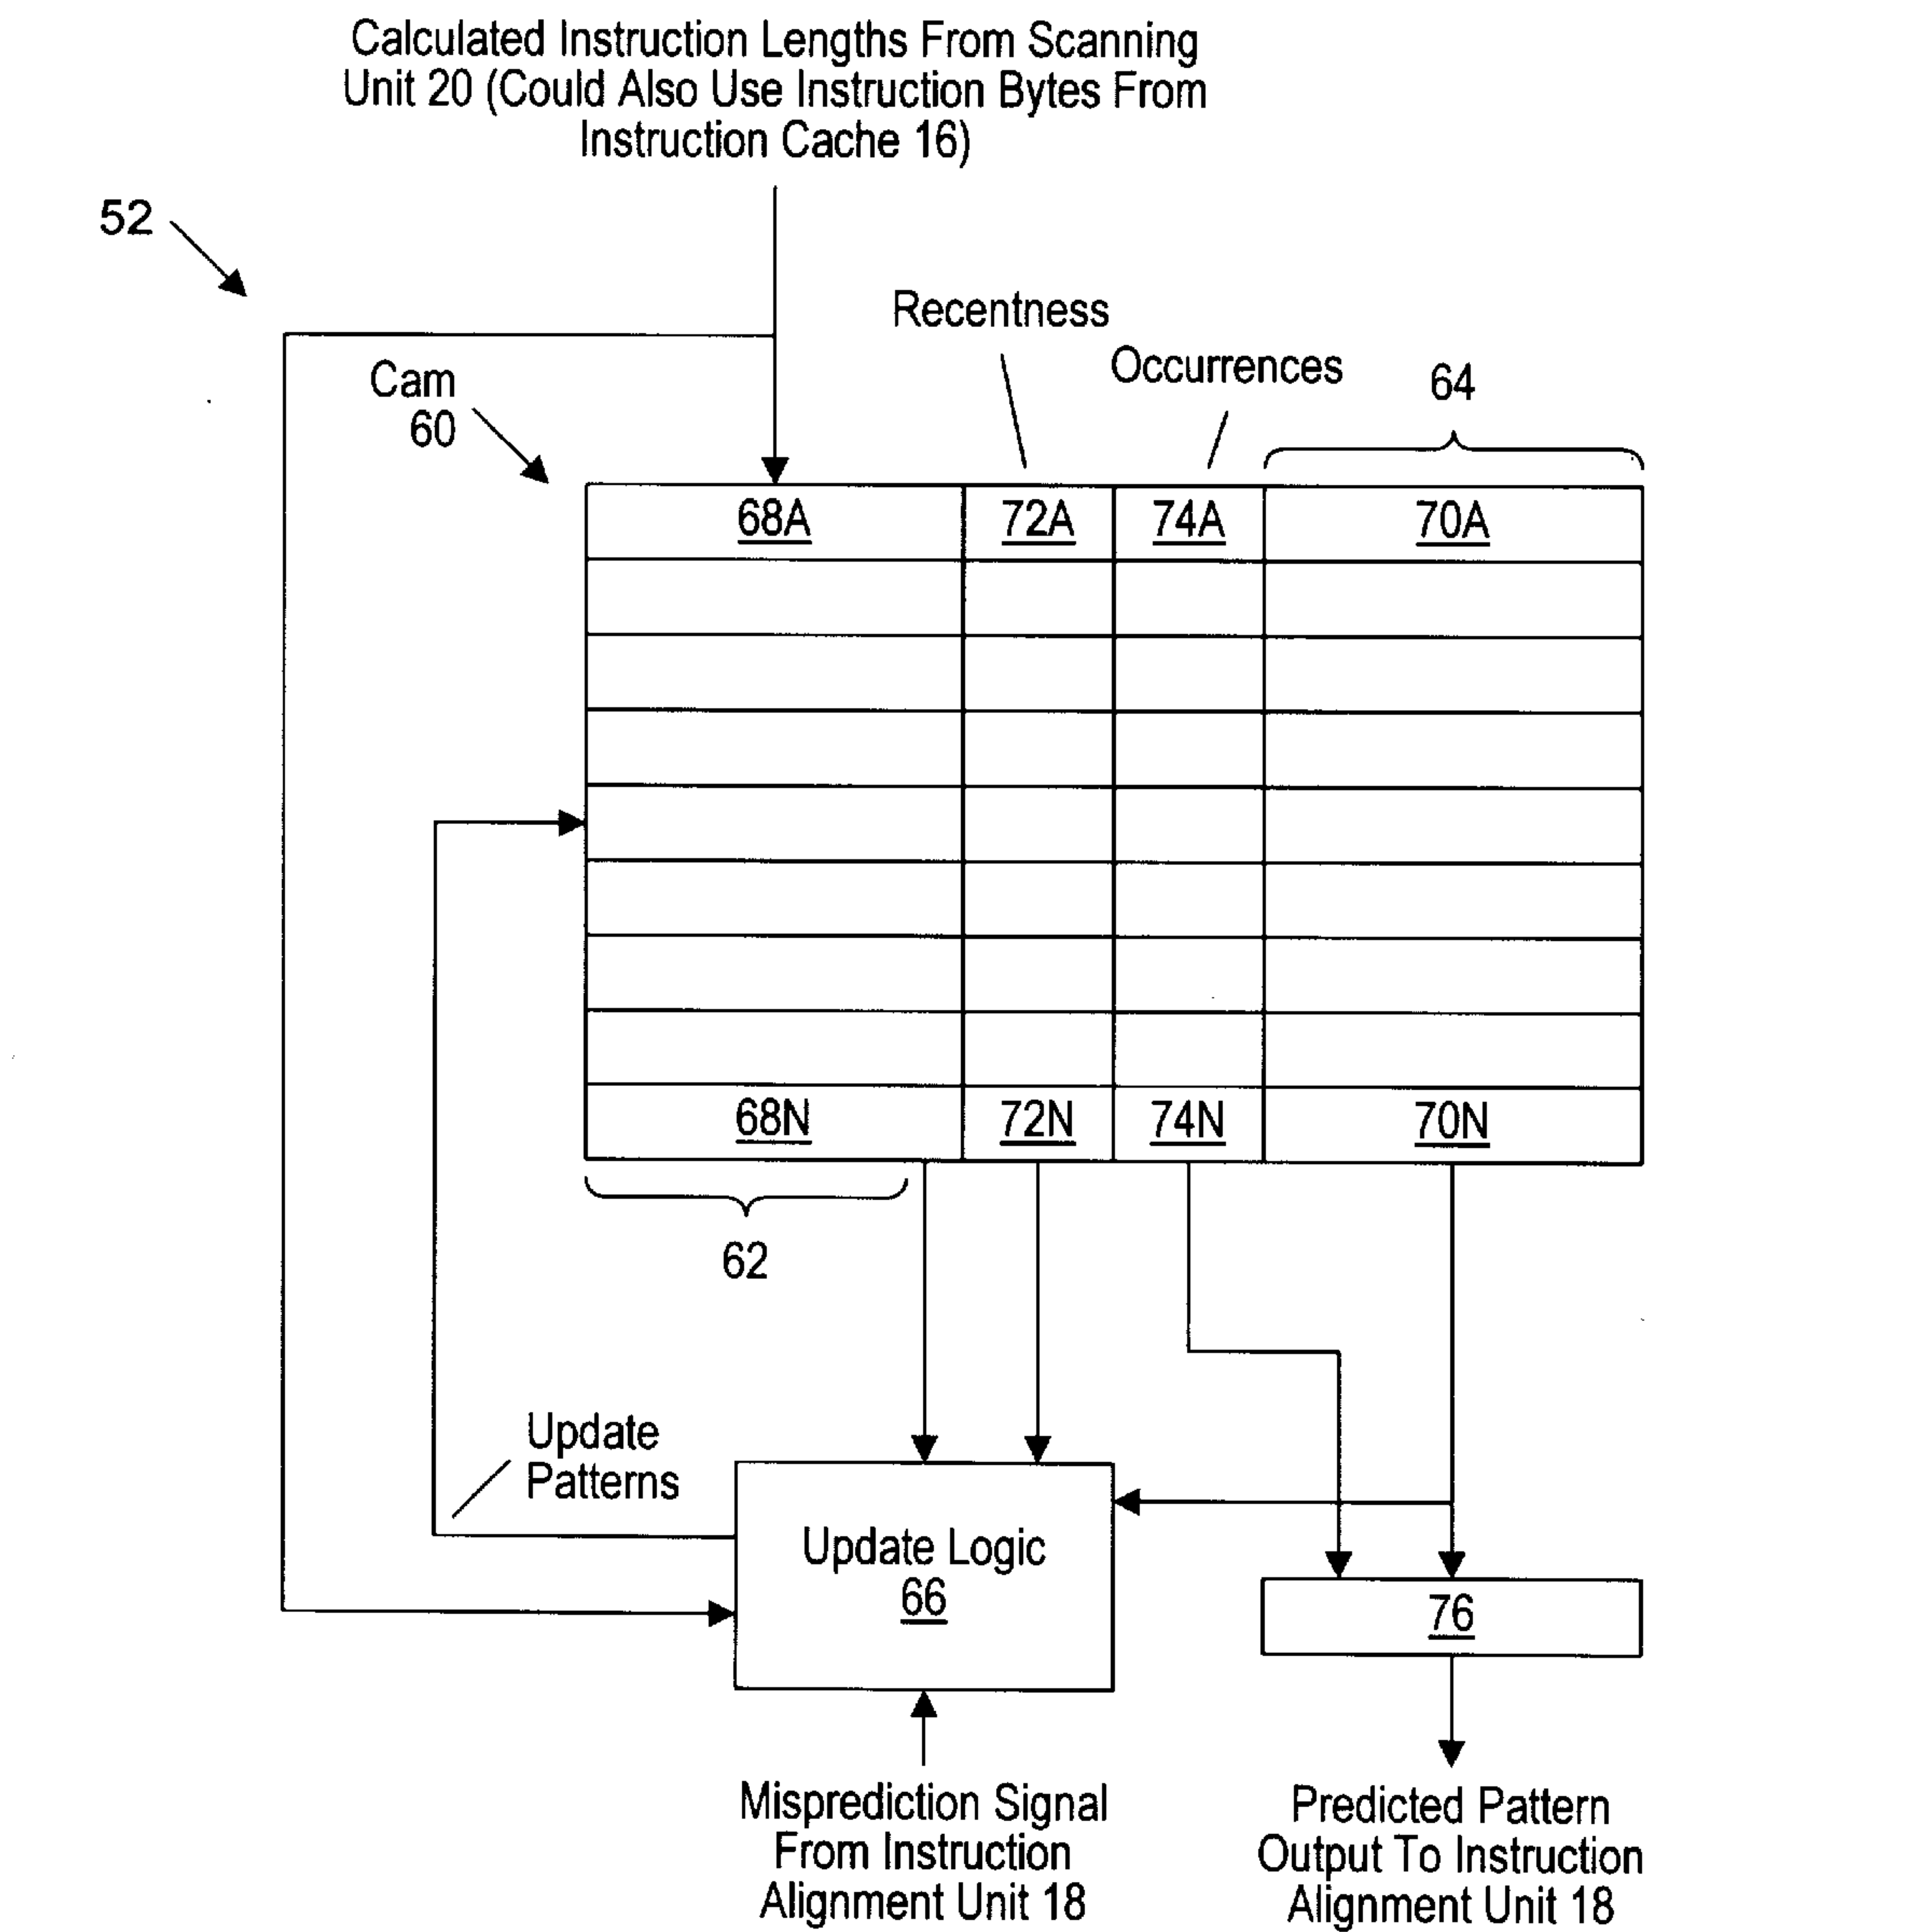 Calculated Instruction Lengths From Scanning
Unit 20 (Could Also Use Instruction Bytes From
Instruction Cache 16)
52
Recentness
Occurrences
64
Cam
60
68A 72A 74A 70A
68N 72N 74N 70N
62
Update
Patterns
Update Logic
66
76
Misprediction Signal
From Instruction
Alignment Unit 18
Predicted Pattern
Output To Instruction
Alignment Unit 18